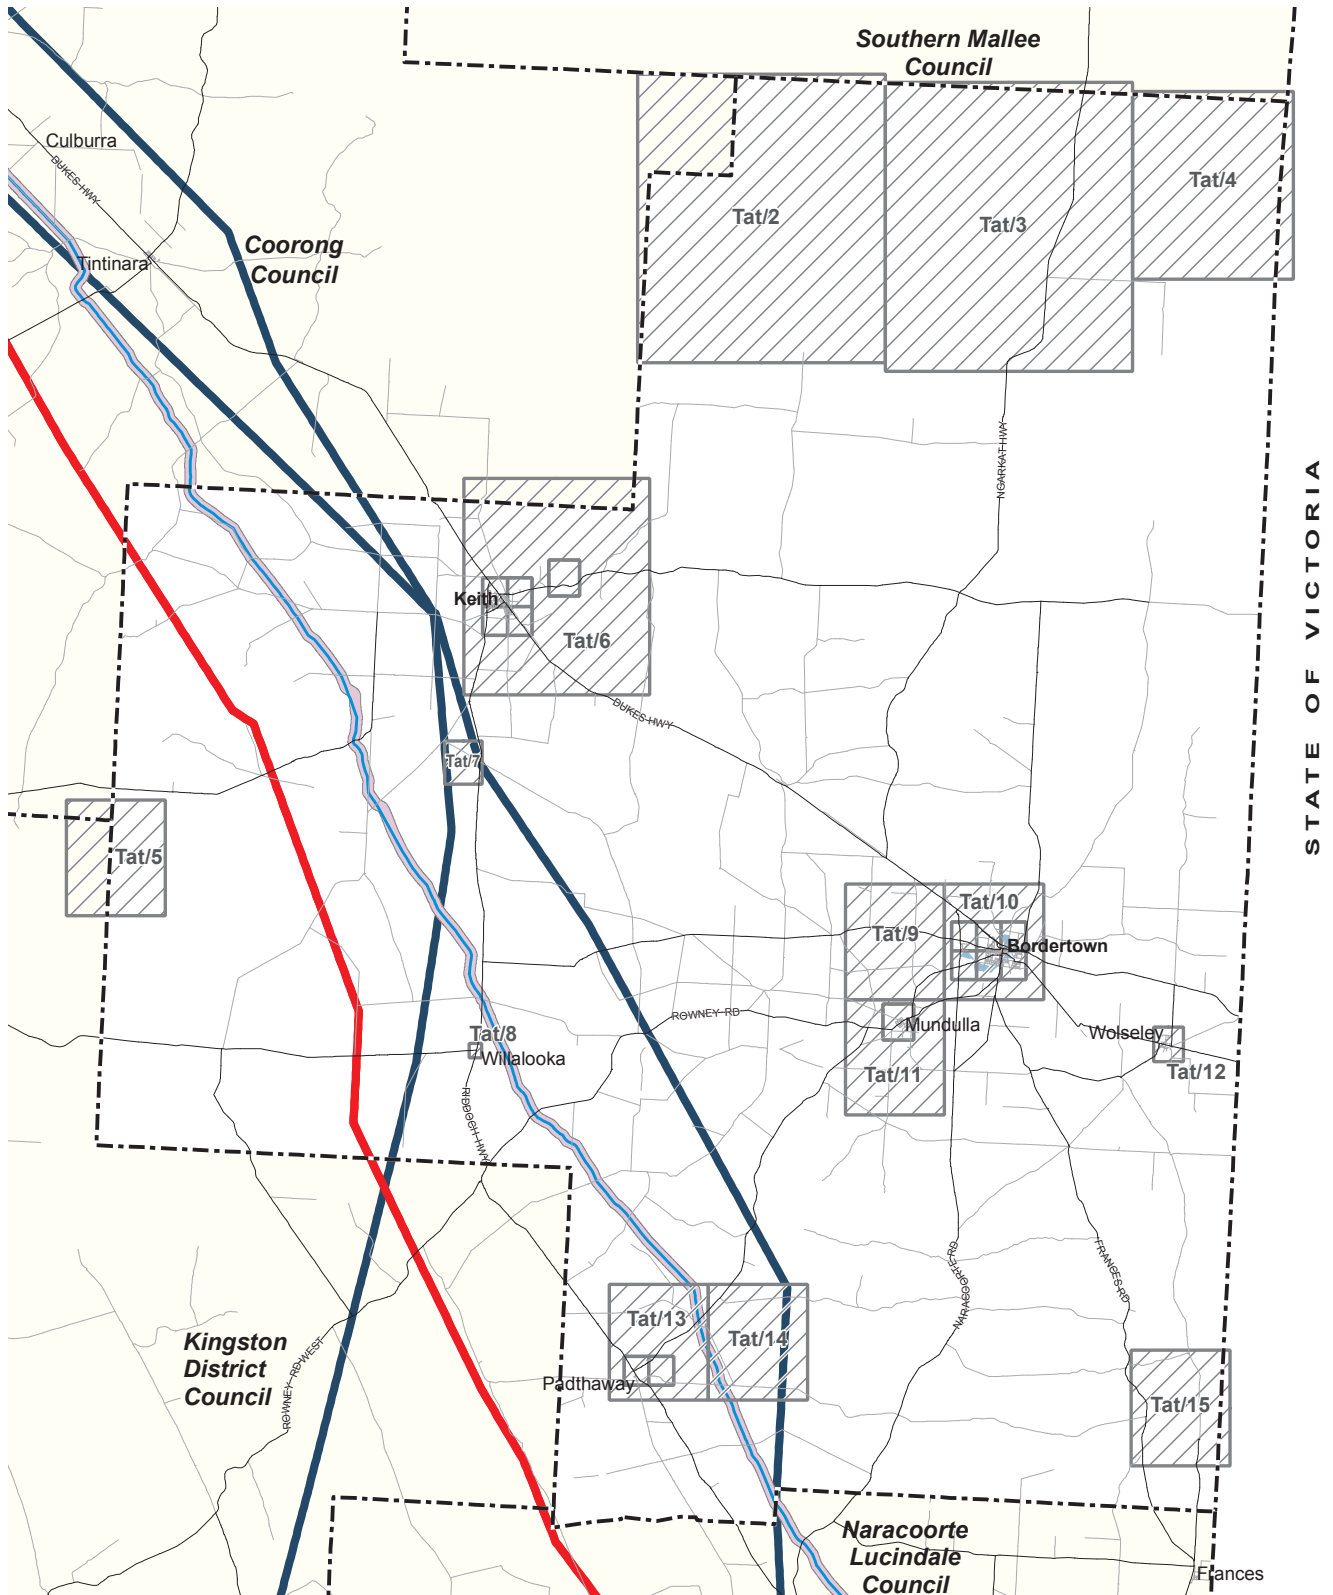 Southern Mallee
Council
Culburra
DUKES HWY
Tat/4
Tat/2
Tat/3
Coorong
Council
Tintinara
NGARKAT HWY
STATE OF VICTORIA
Keith
Tat/6
DUKES HWY
Tat/7
Tat/5
Tat/10
Tat/9
Bordertown
ROWNEY RD
Mundulla
Tat/8
Willalooka
Wolseley
Tat/12
Tat/11
RIDDOCH HWY
NARACOORTE RD
FRANCES RD
Tat/13
Tat/14
Kingston
District
Council
ROWNEY RD WEST
Padthaway
Tat/15
Naracoorte
Lucindale
Council
Frances